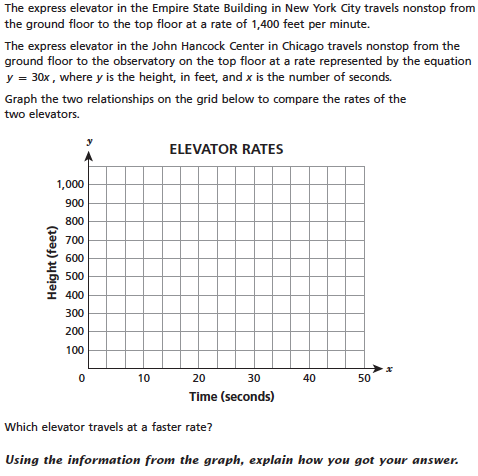 The express elevator in the Empire State Building in New York City travels nonstop from
the ground floor to the top floor at a rate of 1,400 feet per minute.
The express elevator in the John Hancock Center in Chicago travels nonstop from the
ground floor to the observatory on the top floor at a rate represented by the equation
y = 30x, where y is the height, in feet, and x is the number of seconds.
Graph the two relationships on the grid below to compare the rates of the
two elevators.
y
ELEVATOR RATES
1,000
900
800
700
600
500
400
300
200
100
Height (feet)
x
0 10 20 30 40 50
Time (seconds)
Which elevator travels at a faster rate?
Using the information from the graph, explain how you got your answer.